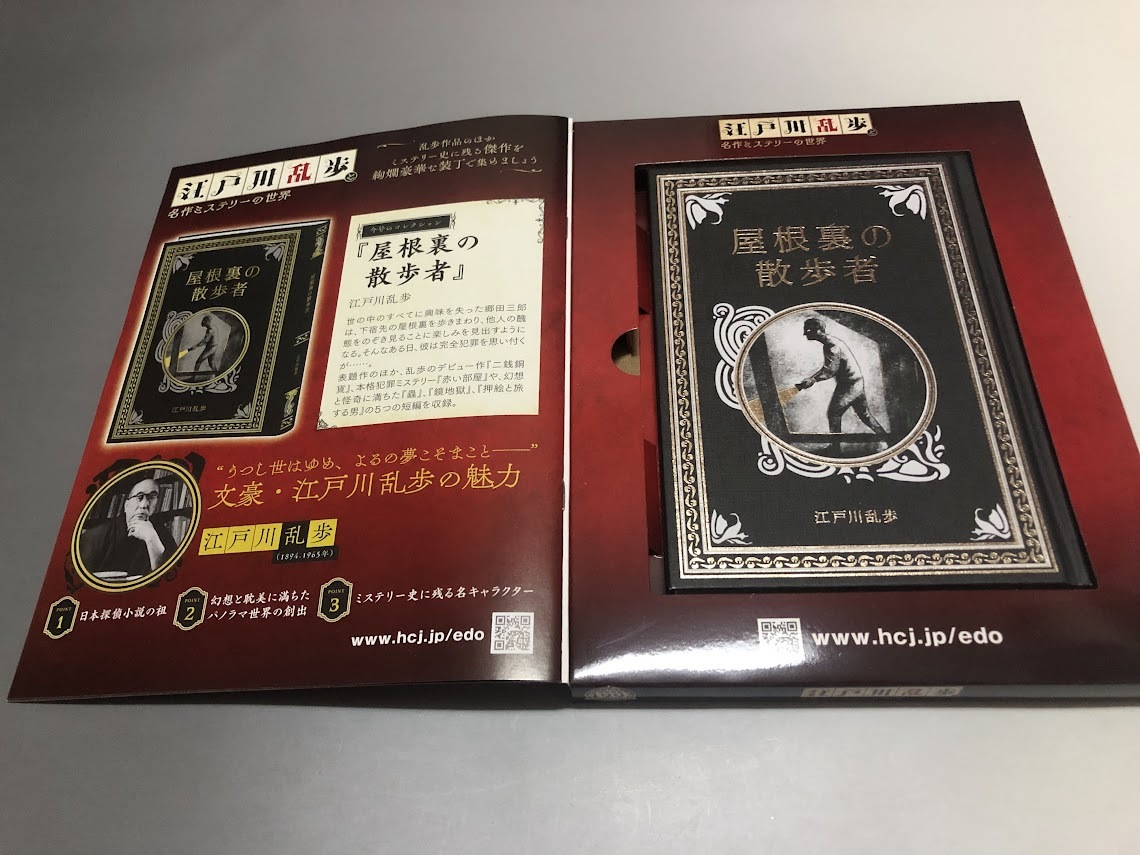 江戸川乱歩と
名作ミステリーの世界
乱歩作品のほか
ミステリー史に残る傑作を
絢爛豪華な装丁で集めましょう
屋根裏の
散歩者
江戸川乱歩
今号のコレクション
『屋根裏の
散歩者』
江戸川乱歩
世の中のすべてに興味を失った郷田三郎
は、下宿先の屋根裏を歩きまわり、他人の醜
態をのぞき見ることに楽しみを見出すように
なる。そんなある日、彼は完全犯罪を思い付く
が……。
表題作のほか、乱歩のデビュー作『二銭銅
貨』、本格犯罪ミステリー『赤い部屋』や、幻想
と怪奇に満ちた『蟲』、『鏡地獄』、『押絵と旅
する男』の5つの短編を収録。
“うつし世はゆめ、よるの夢こそまこと――”
文豪・江戸川乱歩の魅力
江戸川乱歩
(1894-1965年)
POINT
1
日本探偵小説の祖
POINT
2
幻想と耽美に満ちた
パノラマ世界の創出
POINT
3
ミステリー史に残る名キャラクター
www.hcj.jp/edo
江戸川乱歩と
名作ミステリーの世界
屋根裏の
散歩者
江戸川乱歩
www.hcj.jp/edo
江戸川乱歩と